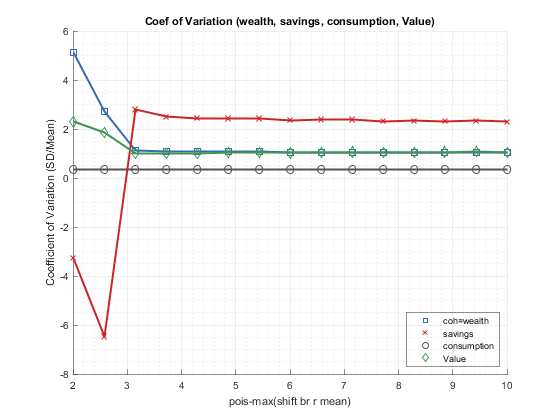 Coef of Variation (wealth, savings, consumption, Value)
Coefficient of Variation (SD/Mean)
6
4
2
0
-2
-4
-6
-8
2
3
4
5
6
7
8
9
10
pois-max(shift br r mean)
coh=wealth
savings
consumption
Value